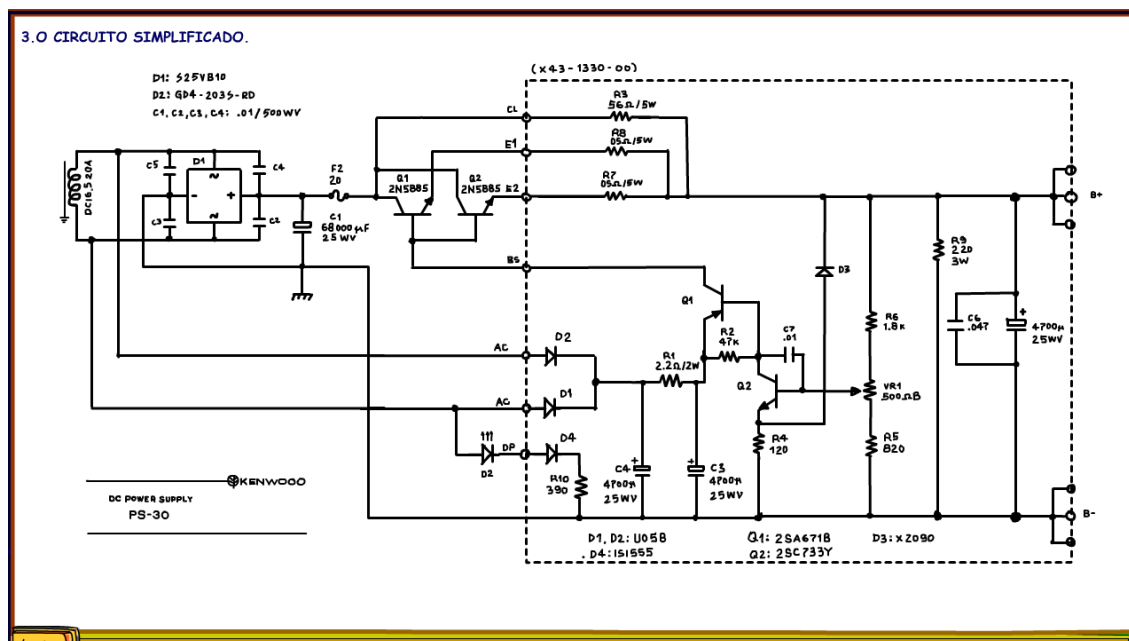 3.O CIRCUITO SIMPLIFICADO.
D1: S25VB10
D2: GD4-203S-RD
C1, C2, C3, C4: .01/500WV
(X43-1330-00)
CL
R3
56Ω/5W
E1
R8
.05Ω/5W
E2
R7
.05Ω/5W
C5
D1
C4
C3
C2
~
-
+
~
DC16,5 20A
F2
20
C1
68000μF
25WV
Q1
2N5885
Q2
2N5885
BS
B+
R9
220
3W
D3
R6
1.8K
C6
.047
+
4700μ
25WV
Q1
R2
47K
C7
.01
AC
D2
R1
2.2Ω/2W
Q2
VR1
500ΩB
AC
D1
D2
DP
D4
R10
390
C4
+
4700μ
25WV
C3
+
4700μ
25WV
R4
120
R5
820
B-
KENWOOD
DC POWER SUPPLY
PS-30
D1, D2: U05B
D4: 1S1555
Q1: 2SA671B
Q2: 2SC733Y
D3: XZ090